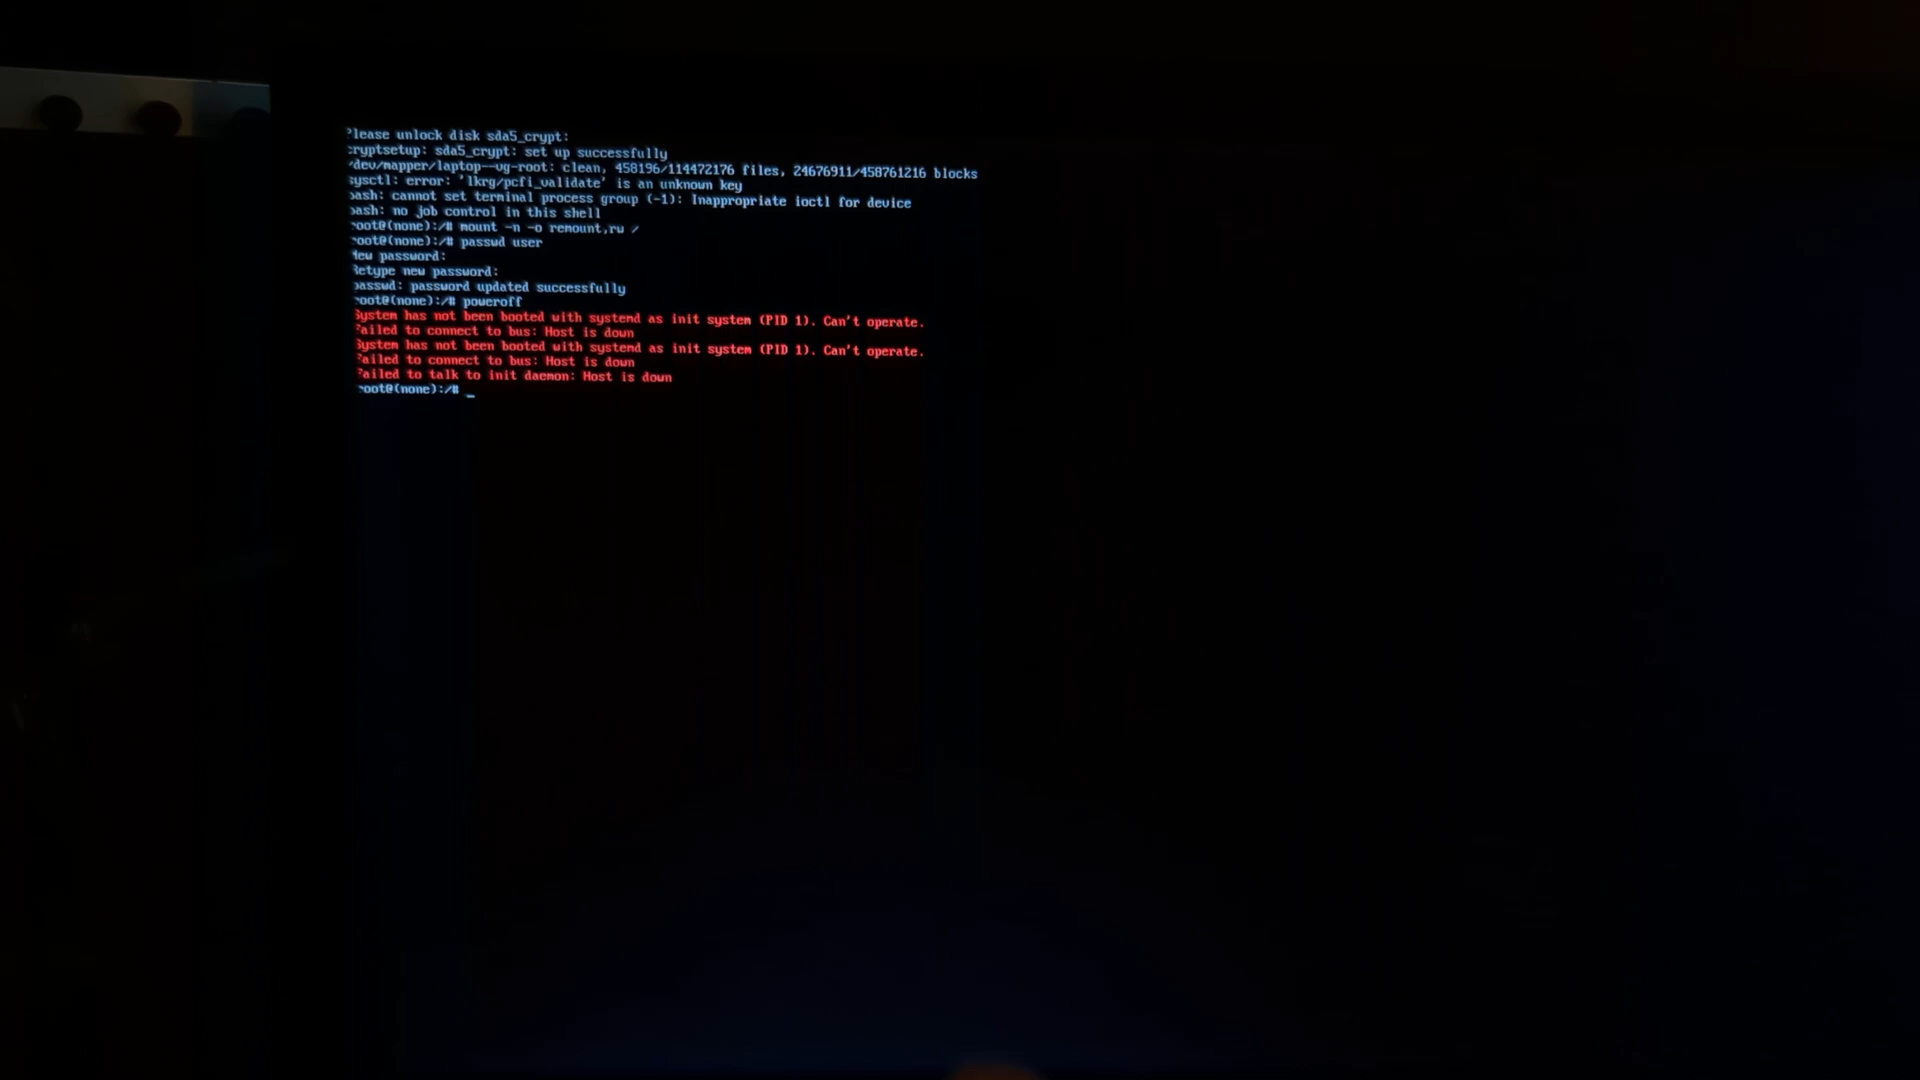 Please unlock disk sda5_crypt:
cryptsetup: sda5_crypt: set up successfully
/dev/mapper/laptop--vg-root: clean, 458196/114472176 files, 24676911/458761216 blocks
sysctl: error: 'lkrg/pcfi_validate' is an unknown key
bash: cannot set terminal process group (-1): Inappropriate ioctl for device
bash: no job control in this shell
root@(none):/# mount -n -o remount,rw /
root@(none):/# passwd user
New password:
Retype new password:
passwd: password updated successfully
root@(none):/# poweroff
System has not been booted with systemd as init system (PID 1). Can't operate.
Failed to connect to bus: Host is down
System has not been booted with systemd as init system (PID 1). Can't operate.
Failed to connect to bus: Host is down
Failed to talk to init daemon: Host is down
root@(none):/# _